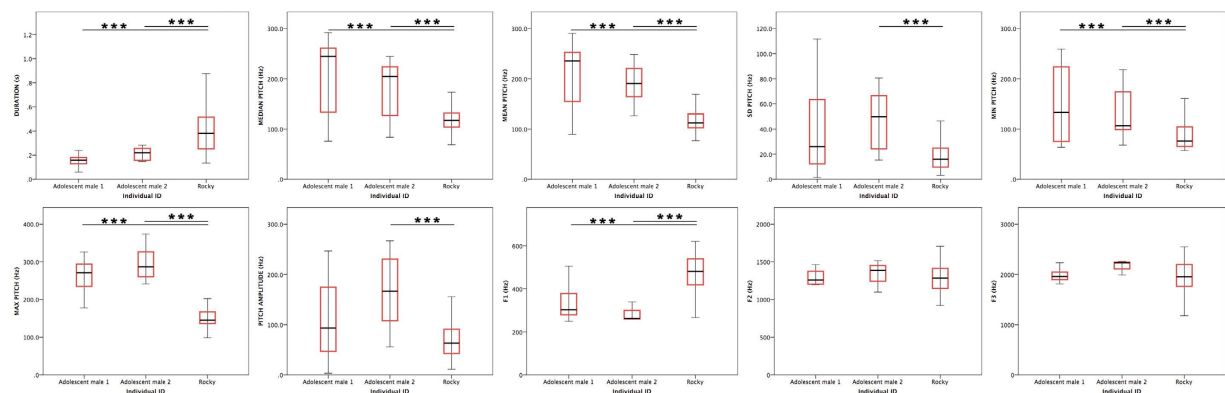 ***
***
DURATION (s)
1.2
1.0
.8
.6
.4
.2
.0
Adolescent male 1 Adolescent male 2 Rocky
Individual ID
***
***
MEDIAN PITCH (Hz)
300.0
200.0
100.0
.0
Adolescent male 1 Adolescent male 2 Rocky
Individual ID
***
***
MEAN PITCH (Hz)
300.0
200.0
100.0
.0
Adolescent male 1 Adolescent male 2 Rocky
Individual ID
***
SD PITCH (Hz)
120.0
100.0
80.0
60.0
40.0
20.0
.0
Adolescent male 1 Adolescent male 2 Rocky
Individual ID
***
***
MIN PITCH (Hz)
300.0
200.0
100.0
.0
Adolescent male 1 Adolescent male 2 Rocky
Individual ID
***
***
MAX PITCH (Hz)
400.0
300.0
200.0
100.0
.0
Adolescent male 1 Adolescent male 2 Rocky
Individual ID
***
PITCH ANPLITUDE (Hz)
300.0
200.0
100.0
.0
Adolescent male 1 Adolescent male 2 Rocky
Individual ID
***
***
F1 (Hz)
600
400
200
0
Adolescent male 1 Adolescent male 2 Rocky
Individual ID
F2 (Hz)
2000
1500
1000
500
0
Adolescent male 1 Adolescent male 2 Rocky
Individual ID
F3 (Hz)
3000
2000
1000
0
Adolescent male 1 Adolescent male 2 Rocky
Individual ID